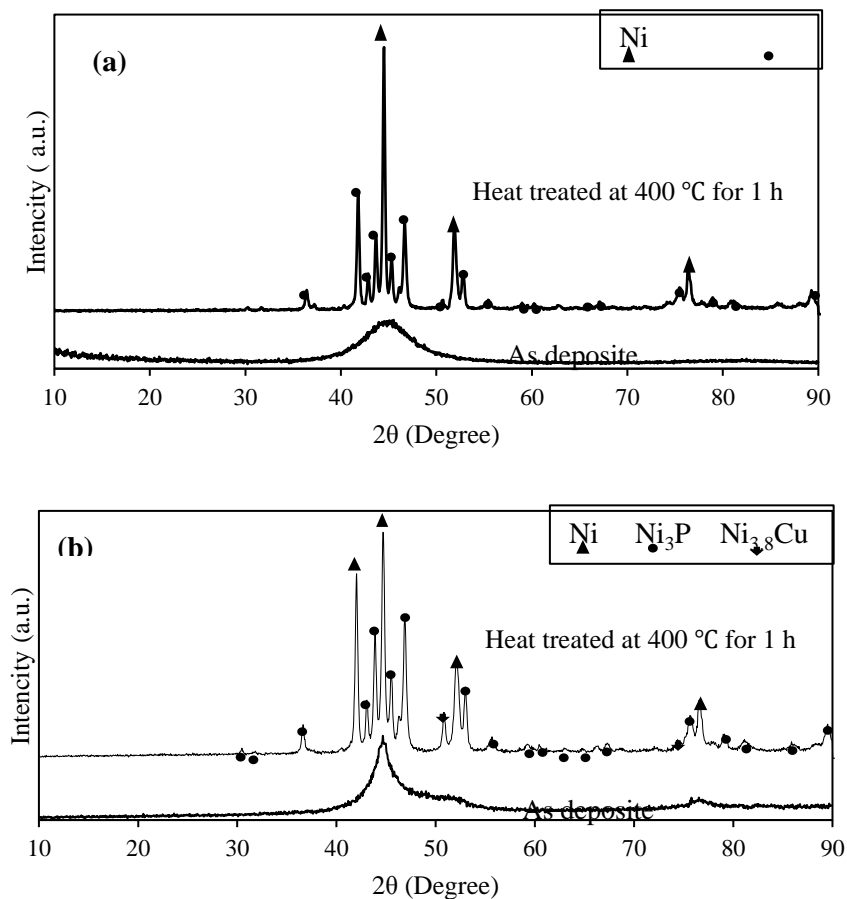 Ni
(a)
Intencity ( a.u.)
Heat treated at 400 ℃ for 1 h
As deposite
10 20 30 40 50 60 70 80 90
2θ (Degree)
(b)
Ni Ni₃P Ni₃.₈Cu
Intencity (a.u.)
Heat treated at 400 ℃ for 1 h
As deposite
10 20 30 40 50 60 70 80 90
2θ (Degree)